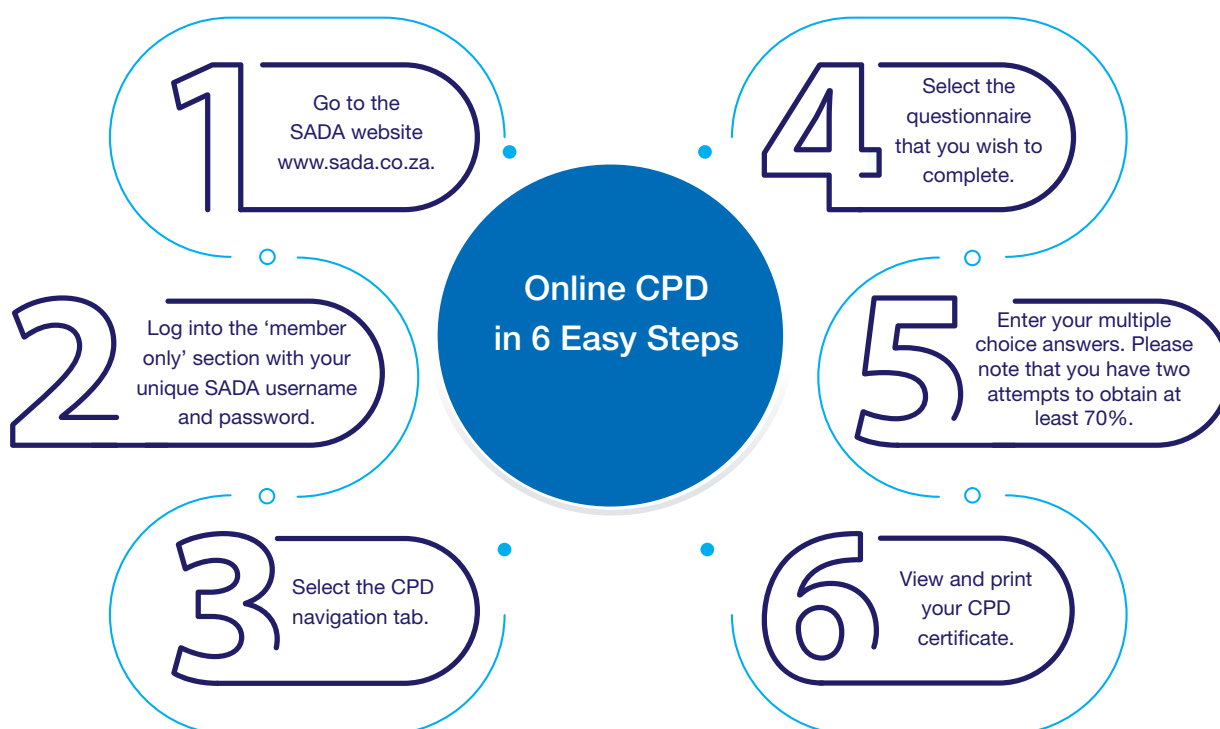 Online CPD
in 6 Easy Steps
1
Go to the
SADA website
www.sada.co.za.
2
Log into the ‘member
only’ section with your
unique SADA username
and password.
3
Select the CPD
navigation tab.
4
Select the
questionnaire
that you wish to
complete.
5
Enter your multiple
choice answers. Please
note that you have two
attempts to obtain at
least 70%.
6
View and print
your CPD
certificate.